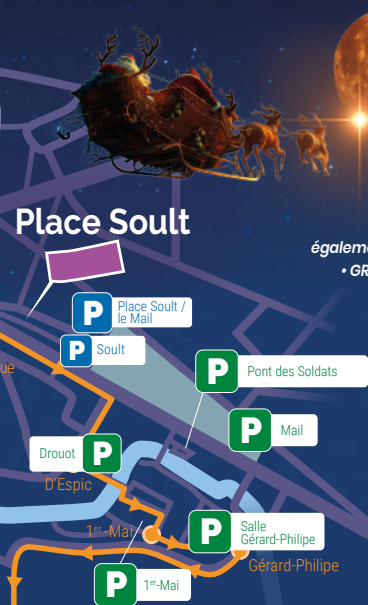 Place Soult
égaleme
• GR
P Place Soult /
le Mail
P Soult
ue
P Pont des Soldats
P Mail
Drouot P
D'Espic
1er-Mai
P Salle
Gérard-Philipe
Gérard-Philipe
P 1er-Mai